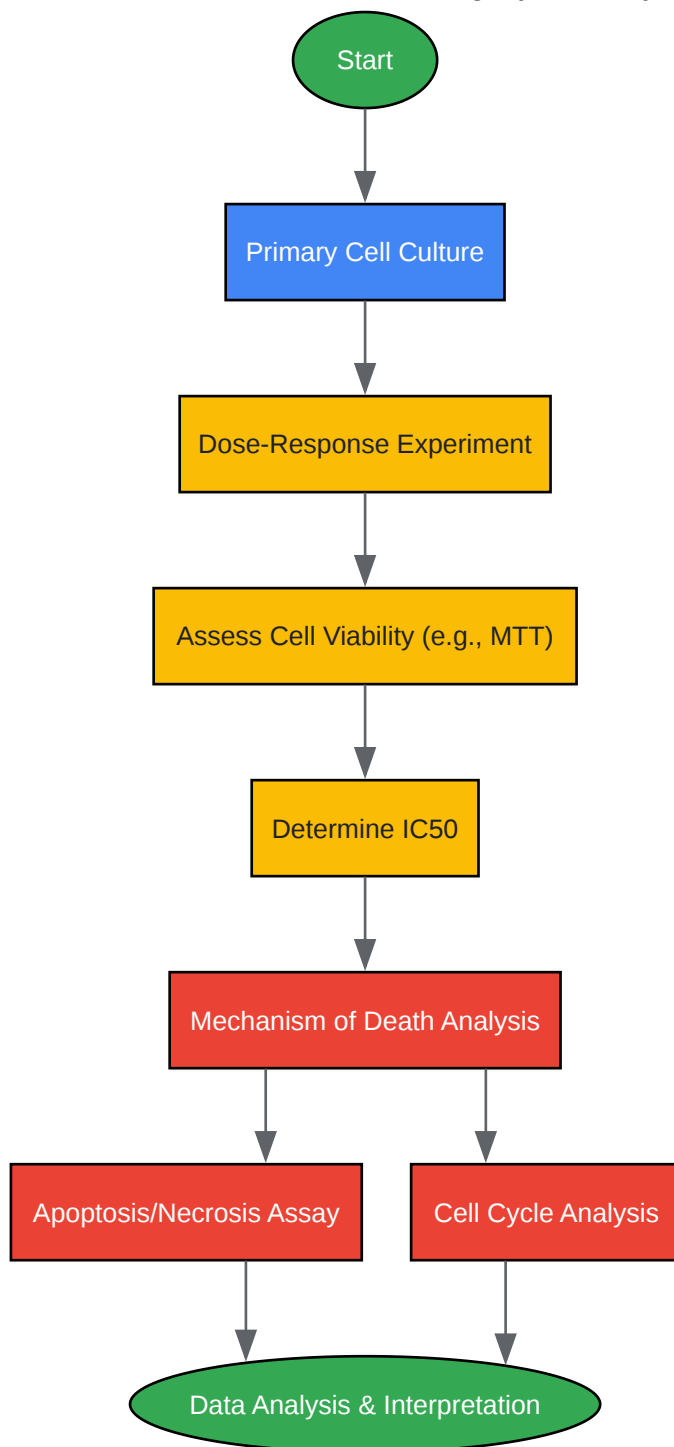 Start
Primary Cell Culture
Dose-Response Experiment
Assess Cell Viability (e.g., MTT)
Determine IC50
Mechanism of Death Analysis
Apoptosis/Necrosis Assay
Cell Cycle Analysis
Data Analysis & Interpretation